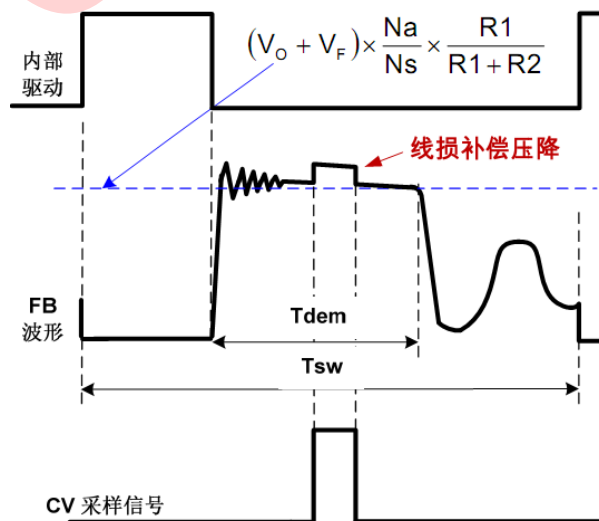 内部
驱动
(V_O + V_F) × Na/Ns × R1/(R1 + R2)
线损补偿压降
FB
波形
Tdem
Tsw
CV 采样信号